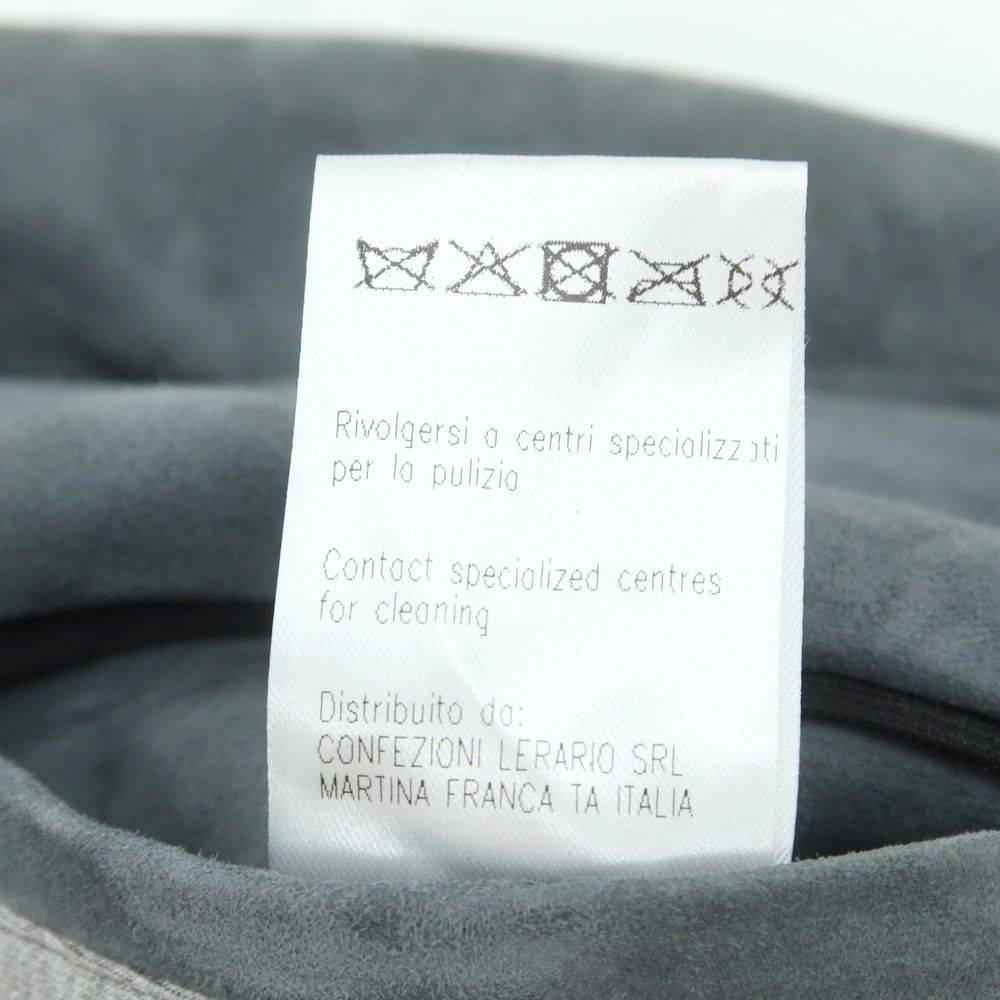 Rivolgersi a centri specializzati
per la pulizia
Contact specialized centres
for cleaning
Distribuito da:
CONFEZIONI LERARIO SRL
MARTINA FRANCA TA ITALIA